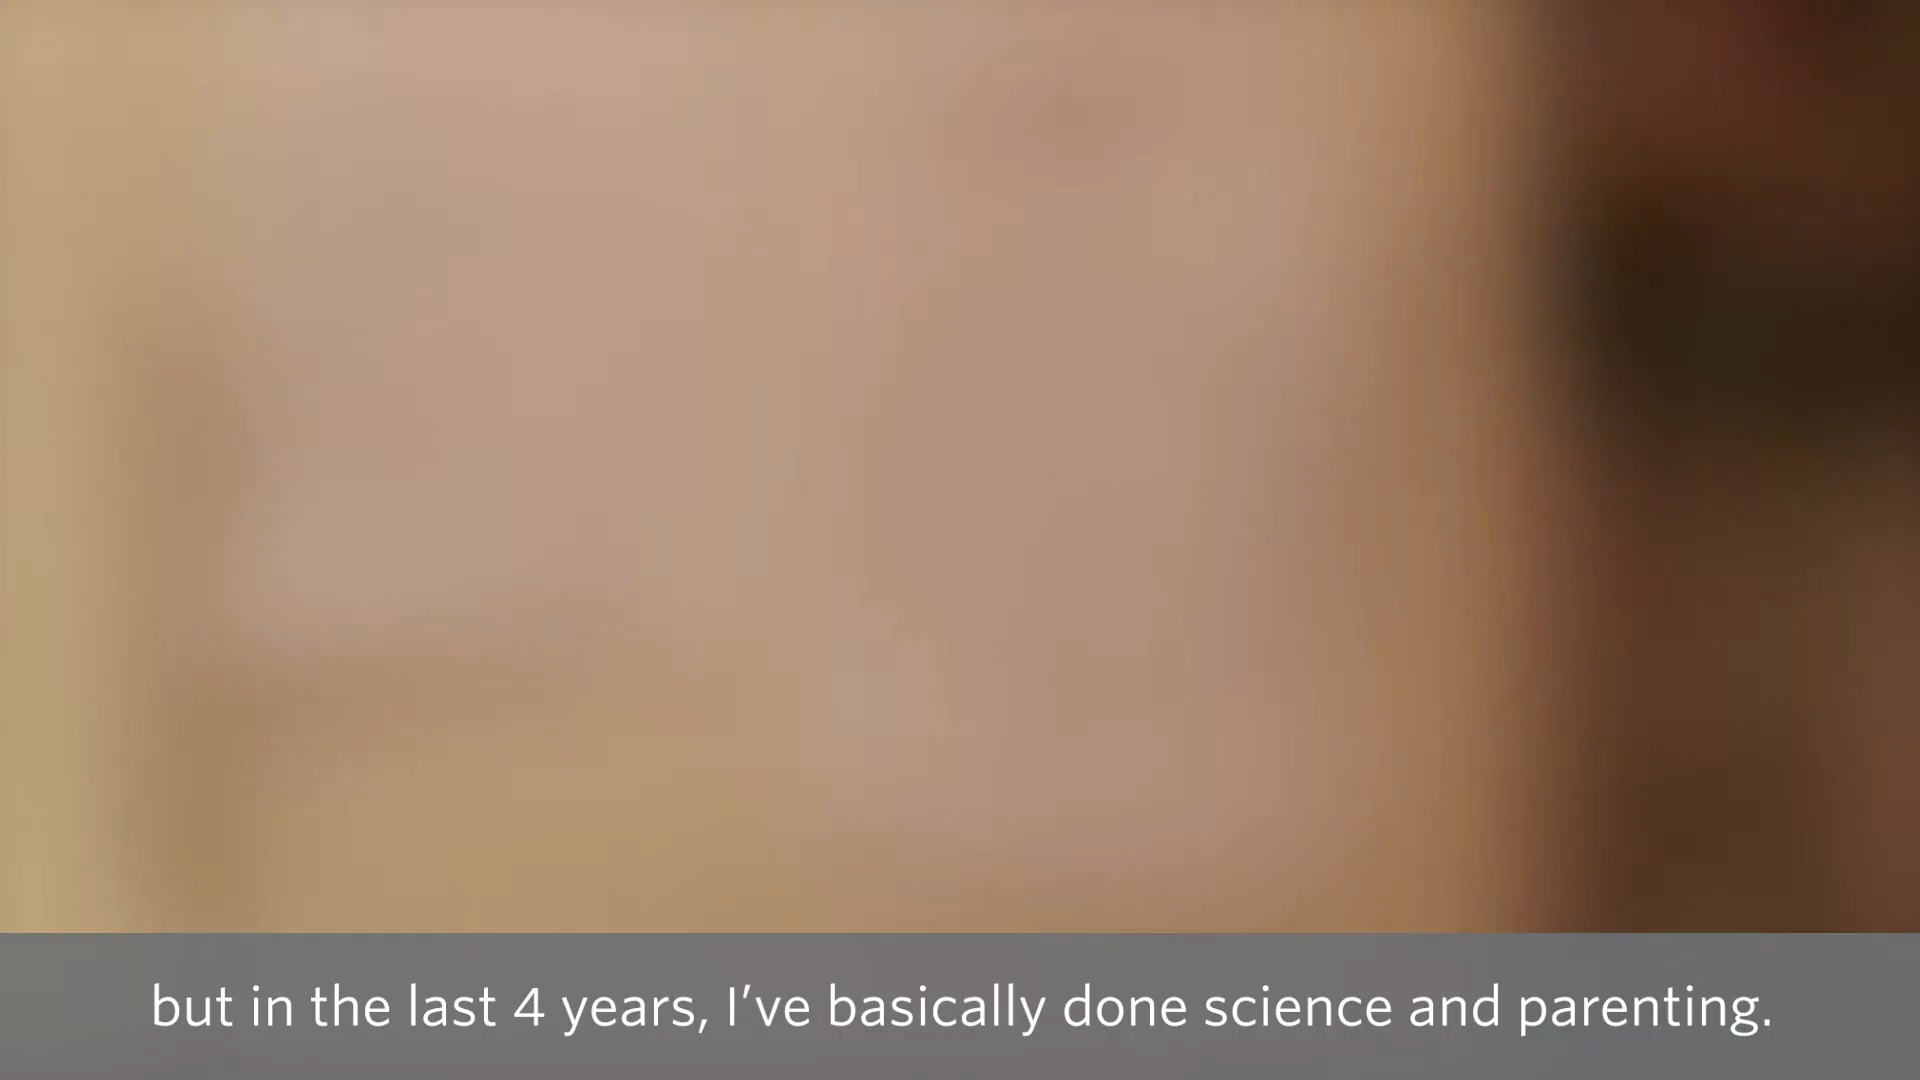 but in the last 4 years, I’ve basically done science and parenting.